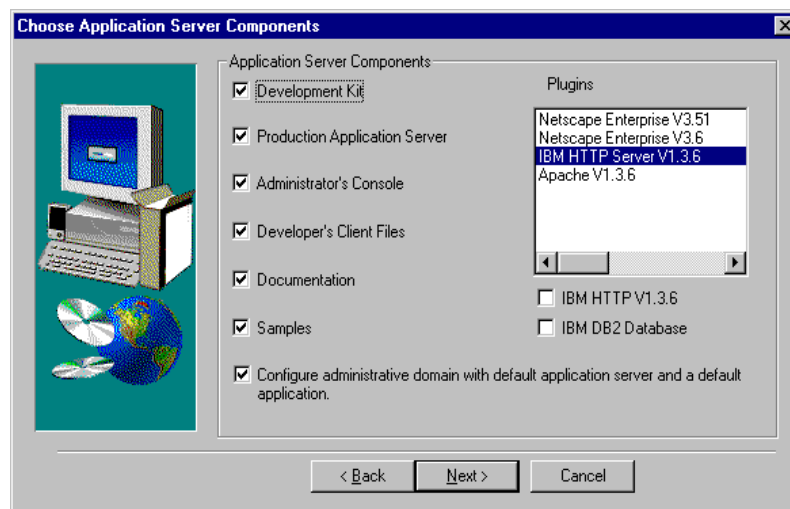 Choose Application Server Components
Application Server Components
Development Kit
Production Application Server
Administrator's Console
Developer's Client Files
Documentation
Samples
Configure administrative domain with default application server and a default
application.
Plugins
Netscape Enterprise V3.51
Netscape Enterprise V3.6
IBM HTTP Server V1.3.6
Apache V1.3.6
IBM HTTP V1.3.6
IBM DB2 Database
< Back
Next >
Cancel